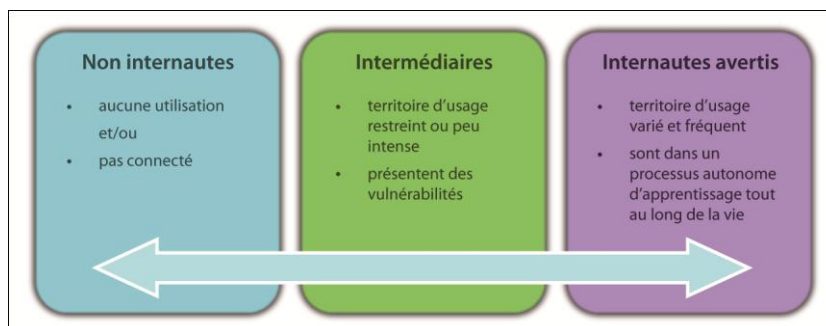 Non internautes
• aucune utilisation
et/ou
• pas connecté
Intermédiaires
• territoire d'usage
restreint ou peu
intense
• présentent des
vulnérabilités
Internautes avertis
• territoire d'usage
varié et fréquent
• sont dans un
processus autonome
d'apprentissage tout
au long de la vie